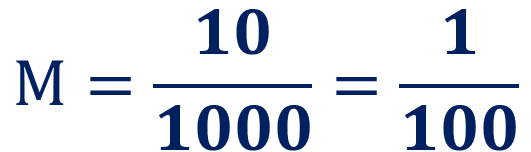 M = 10/1000 = 1/100